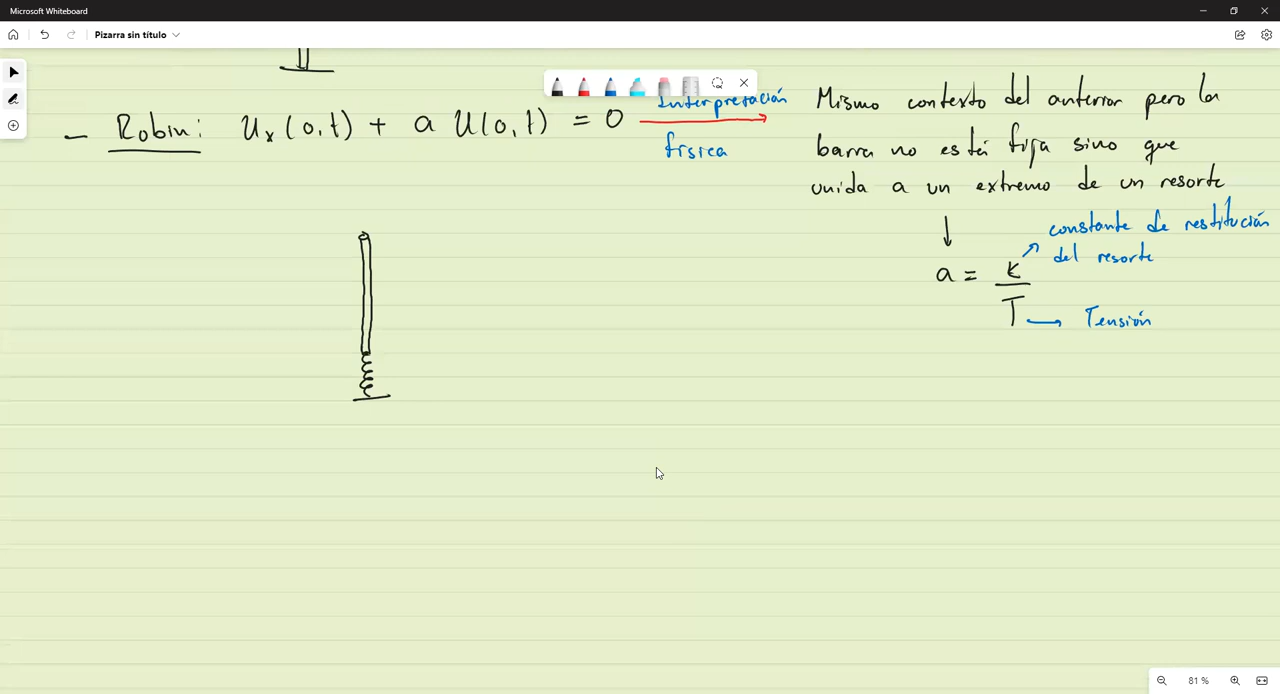 Microsoft Whiteboard
Pizarra sin título
– Robin: Ux(0,t) + a U(0,t) = 0
Interpretación
física
Mismo contexto del anterior pero la
barra no está fija sino que
unida a un extremo de un resorte
constante de restitución
del resorte
a = K
T
Tensión
81 %